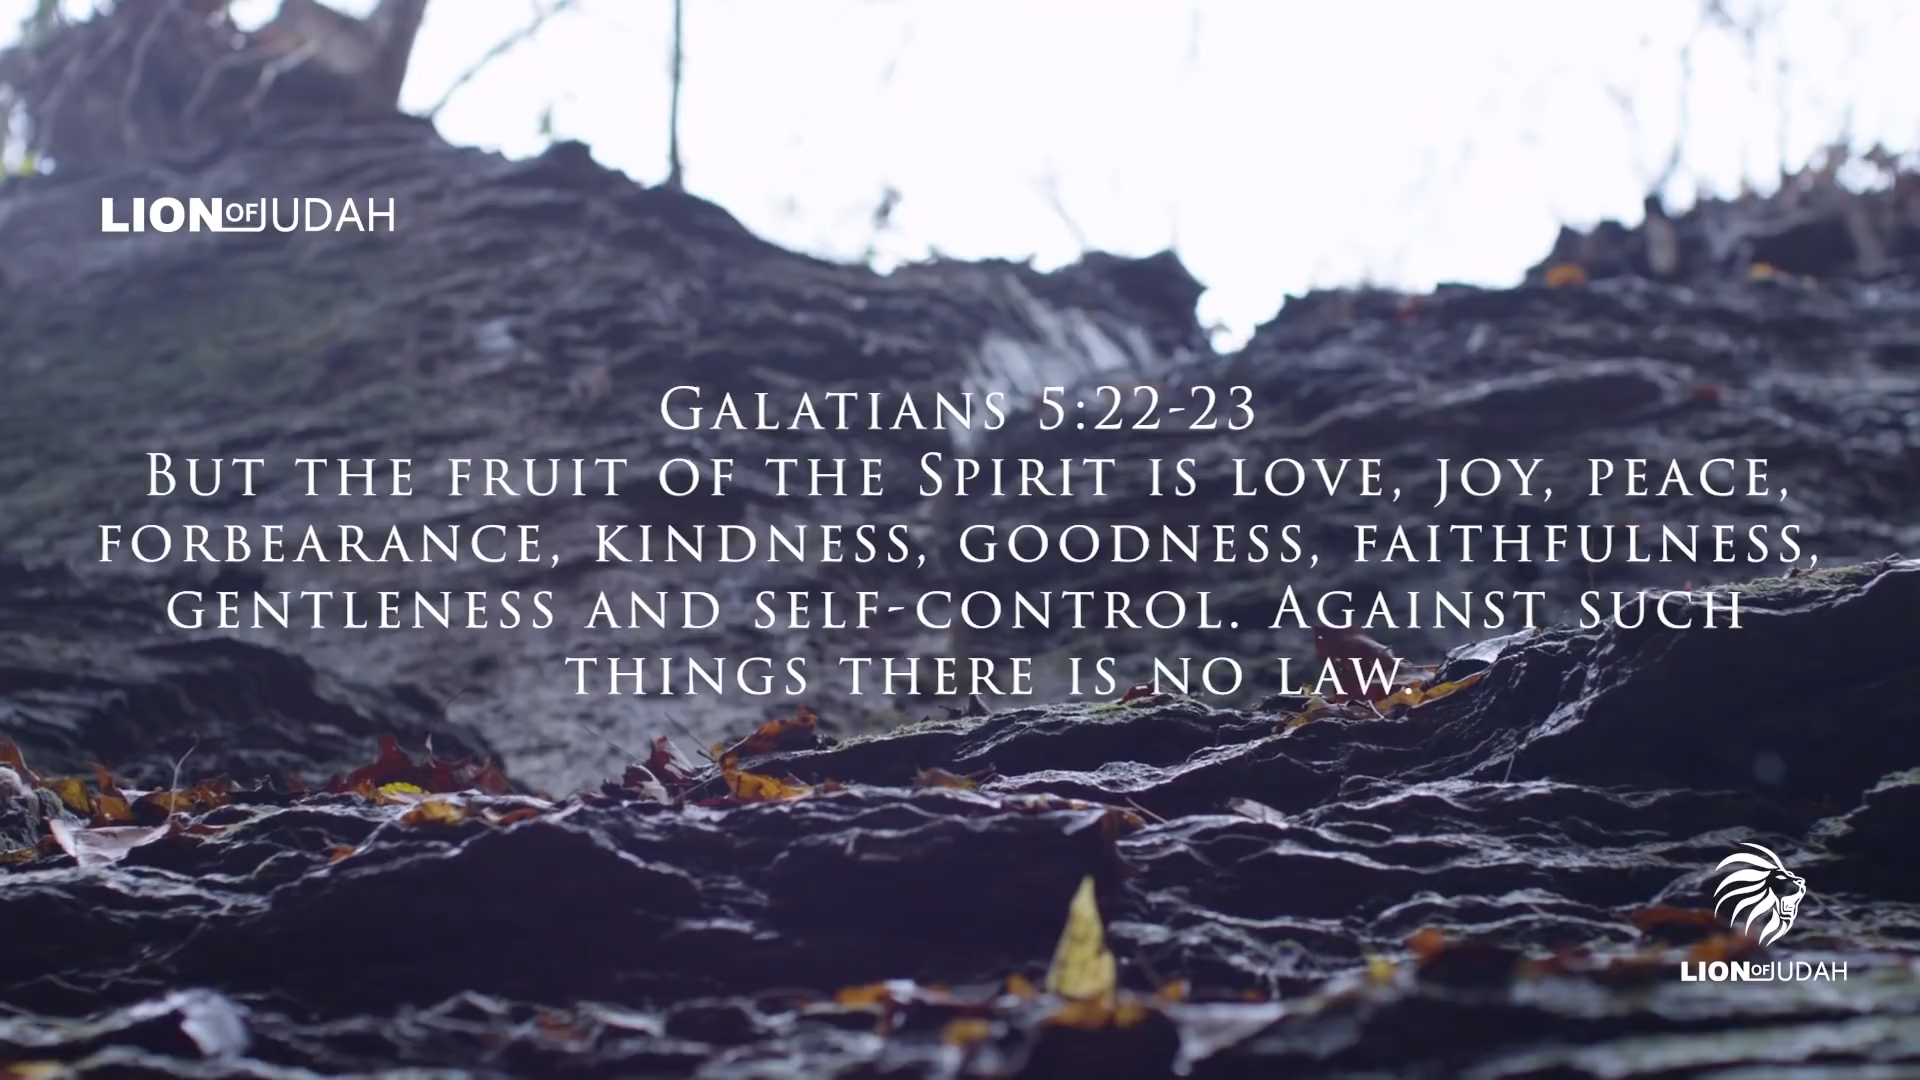 LION OF JUDAH
Galatians 5:22-23
But the fruit of the Spirit is love, joy, peace,
forbearance, kindness, goodness, faithfulness,
gentleness and self-control. Against such
things there is no law.
LION OF JUDAH